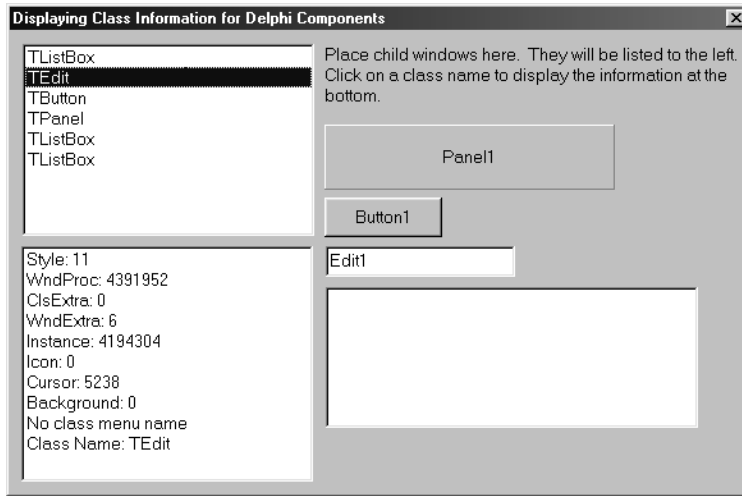 Displaying Class Information for Delphi Components
TListBox
TEdit
TButton
TPanel
TListBox
TListBox
Place child windows here.  They will be listed to the left.
Click on a class name to display the information at the
bottom.
Panel1
Button1
Edit1
Style: 11
WndProc: 4391952
ClsExtra: 0
WndExtra: 6
Instance: 4194304
Icon: 0
Cursor: 5238
Background: 0
No class menu name
Class Name: TEdit